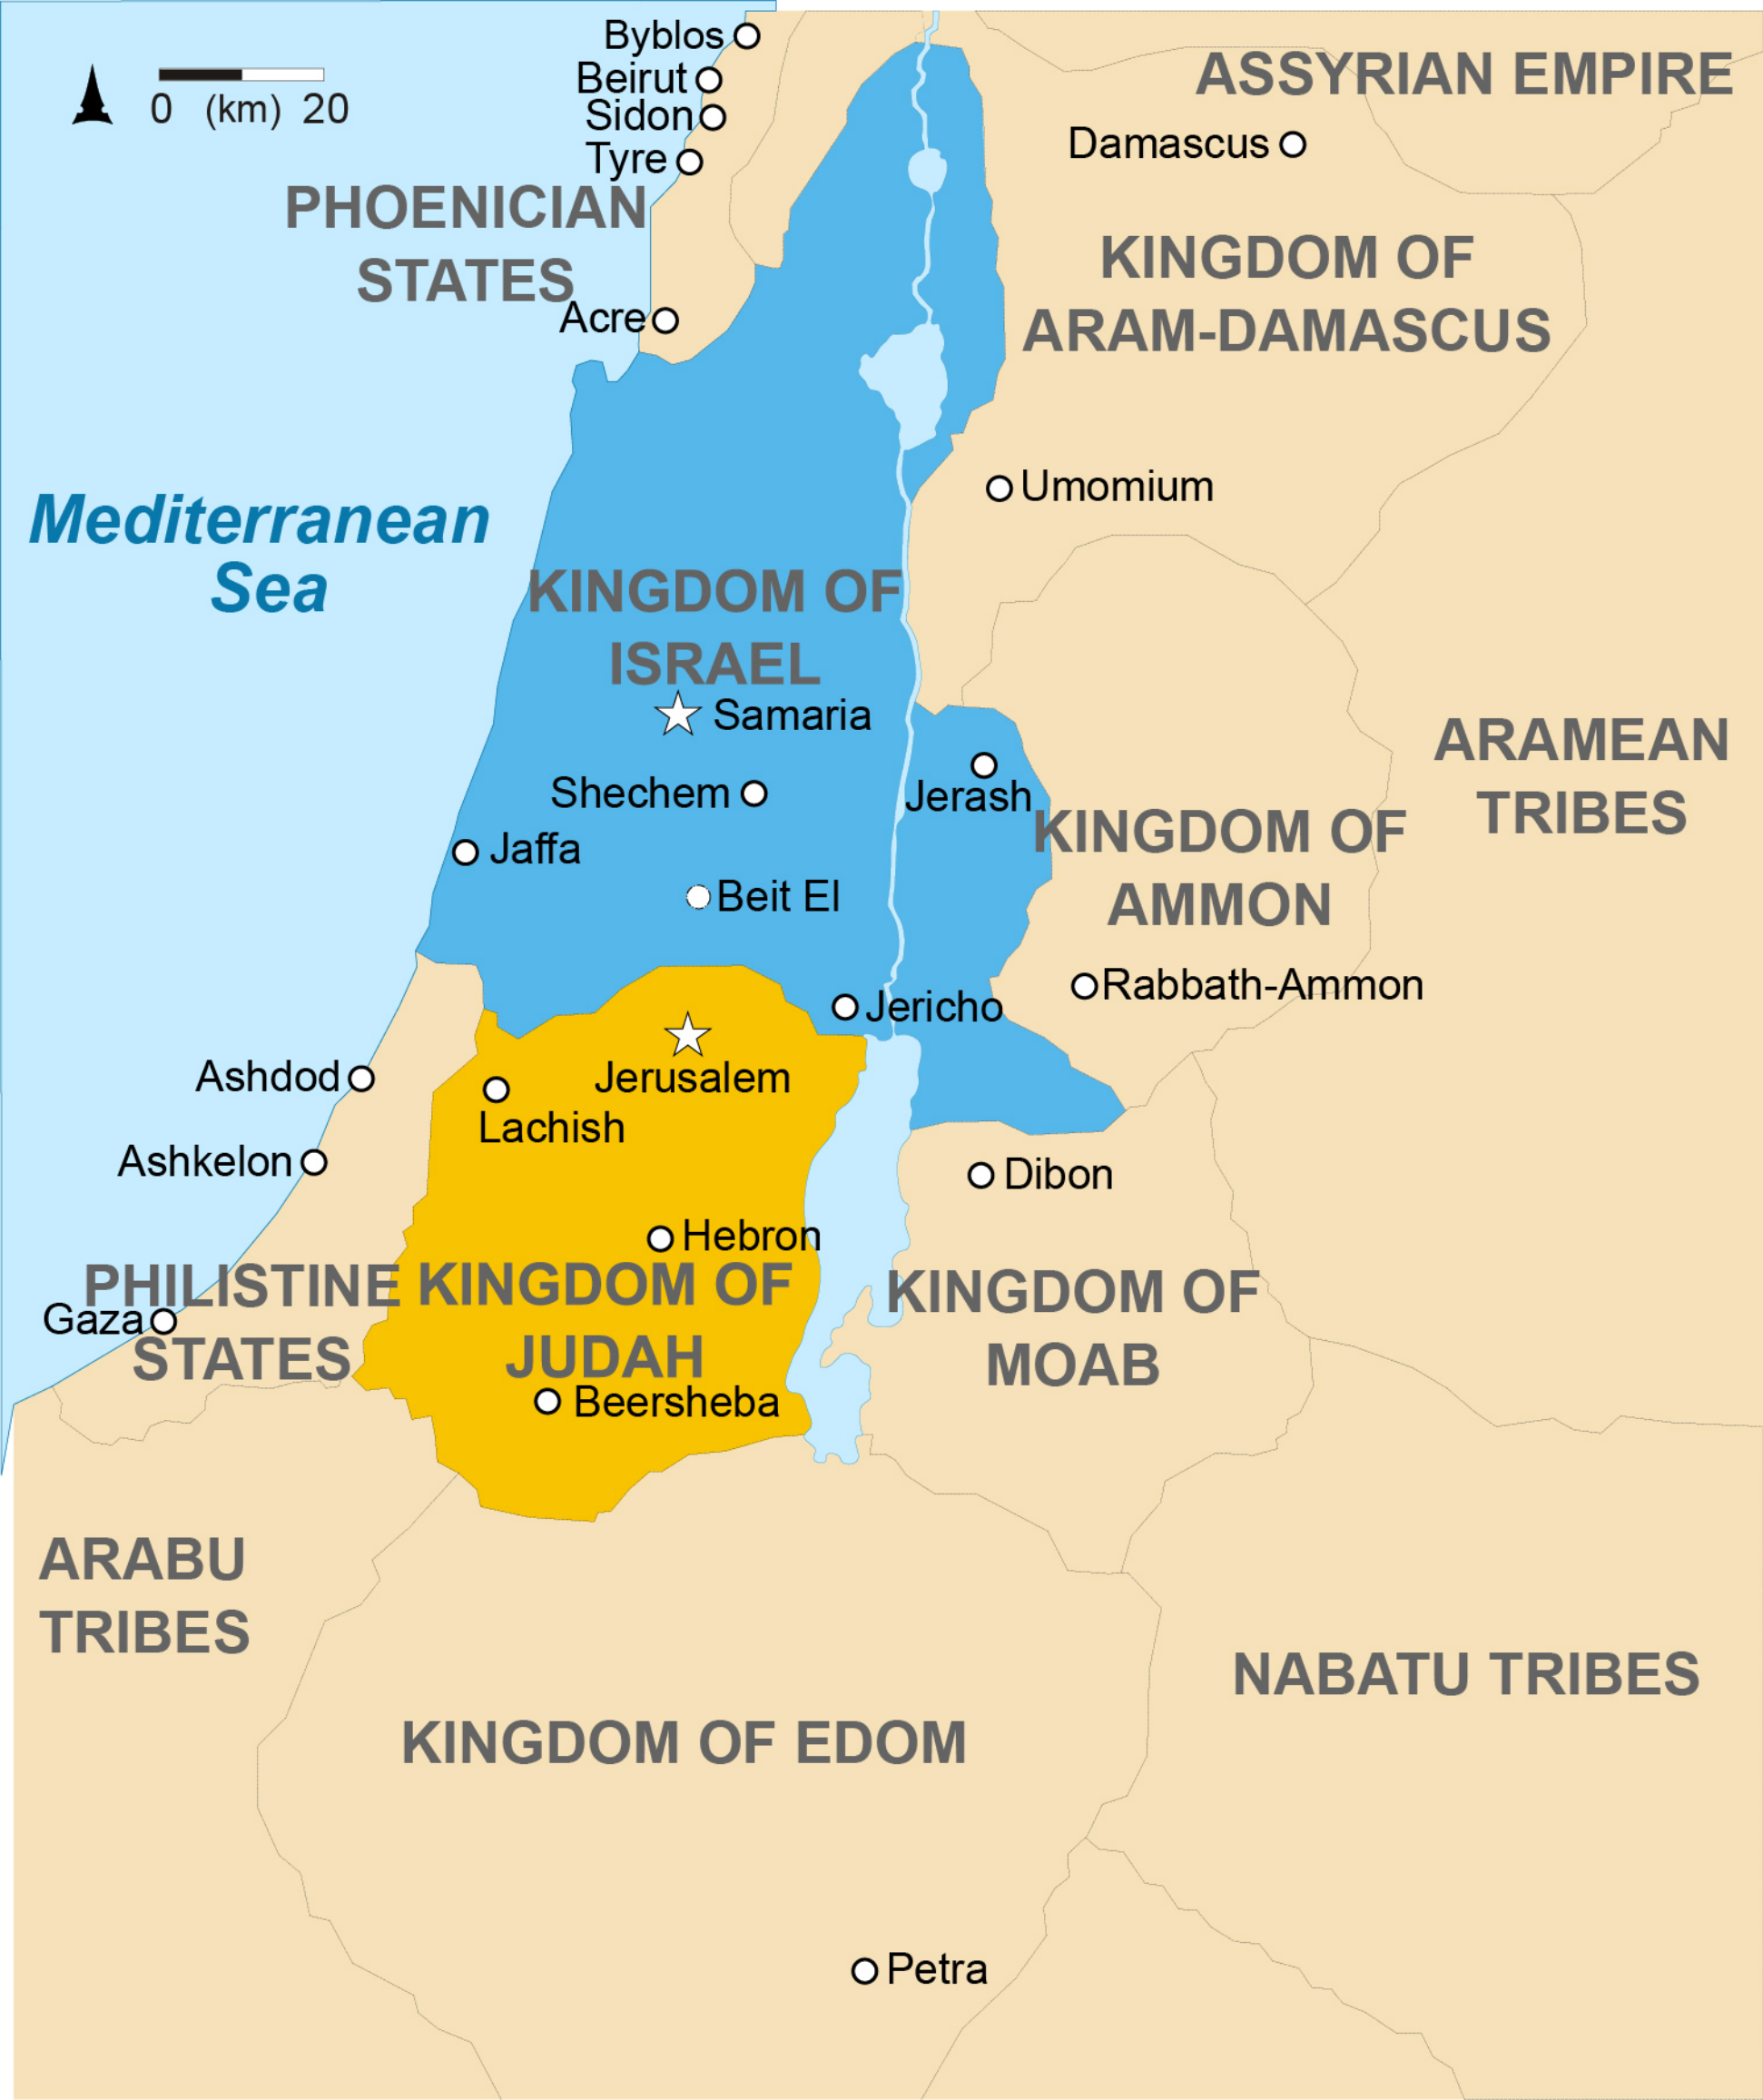 Byblos
Beirut
Sidon
Tyre
0 (km) 20
ASSYRIAN EMPIRE
Damascus
PHOENICIAN
STATES
KINGDOM OF
ARAM-DAMASCUS
Acre
Umomium
Mediterranean
Sea
KINGDOM OF
ISRAEL
Samaria
Shechem
Jerash
ARAMEAN
TRIBES
Jaffa
KINGDOM OF
AMMON
Beit El
Rabbath-Ammon
Jericho
Ashdod
Jerusalem
Lachish
Ashkelon
Dibon
Hebron
PHILISTINE
STATES
Gaza
KINGDOM OF
JUDAH
KINGDOM OF
MOAB
Beersheba
ARABU
TRIBES
NABATU TRIBES
KINGDOM OF EDOM
Petra